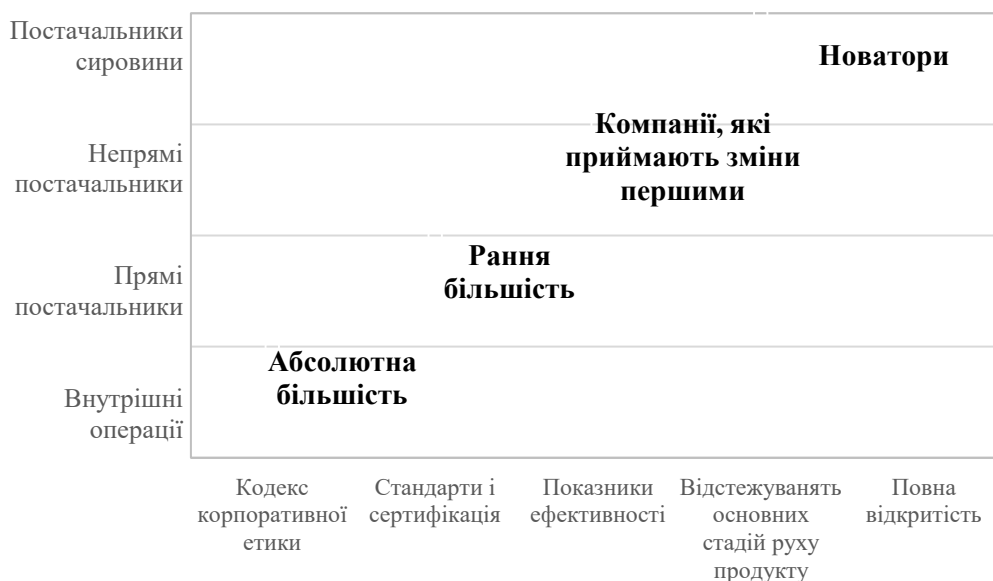 Постачальники
сировини
Новатори
Компанії, які
приймають зміни
першими
Непрямі
постачальники
Рання
більшість
Прямі
постачальники
Абсолютна
більшість
Внутрішні
операції
Кодекс
корпоративної
етики
Стандарти і
сертифікація
Показники
ефективності
Відстежуванять
основних
стадій руху
продукту
Повна
відкритість